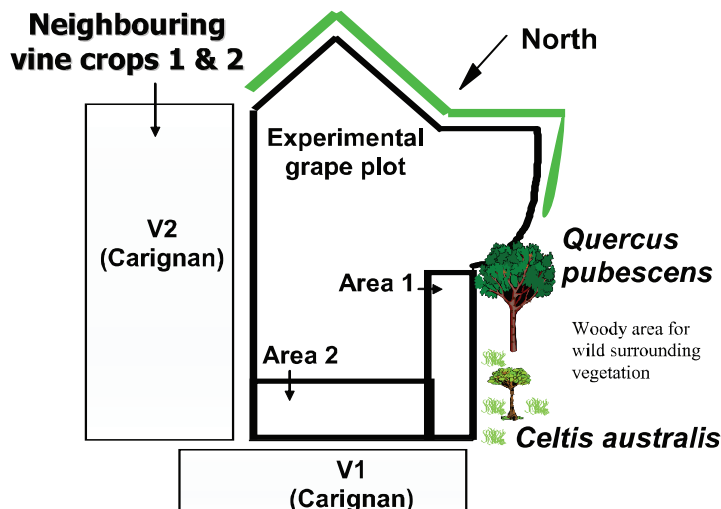 Neighbouring
vine crops 1 & 2
North
Experimental
grape plot
V2
(Carignan)
Quercus
pubescens
Area 1
Woody area for
wild surrounding
vegetation
Area 2
Celtis australis
V1
(Carignan)